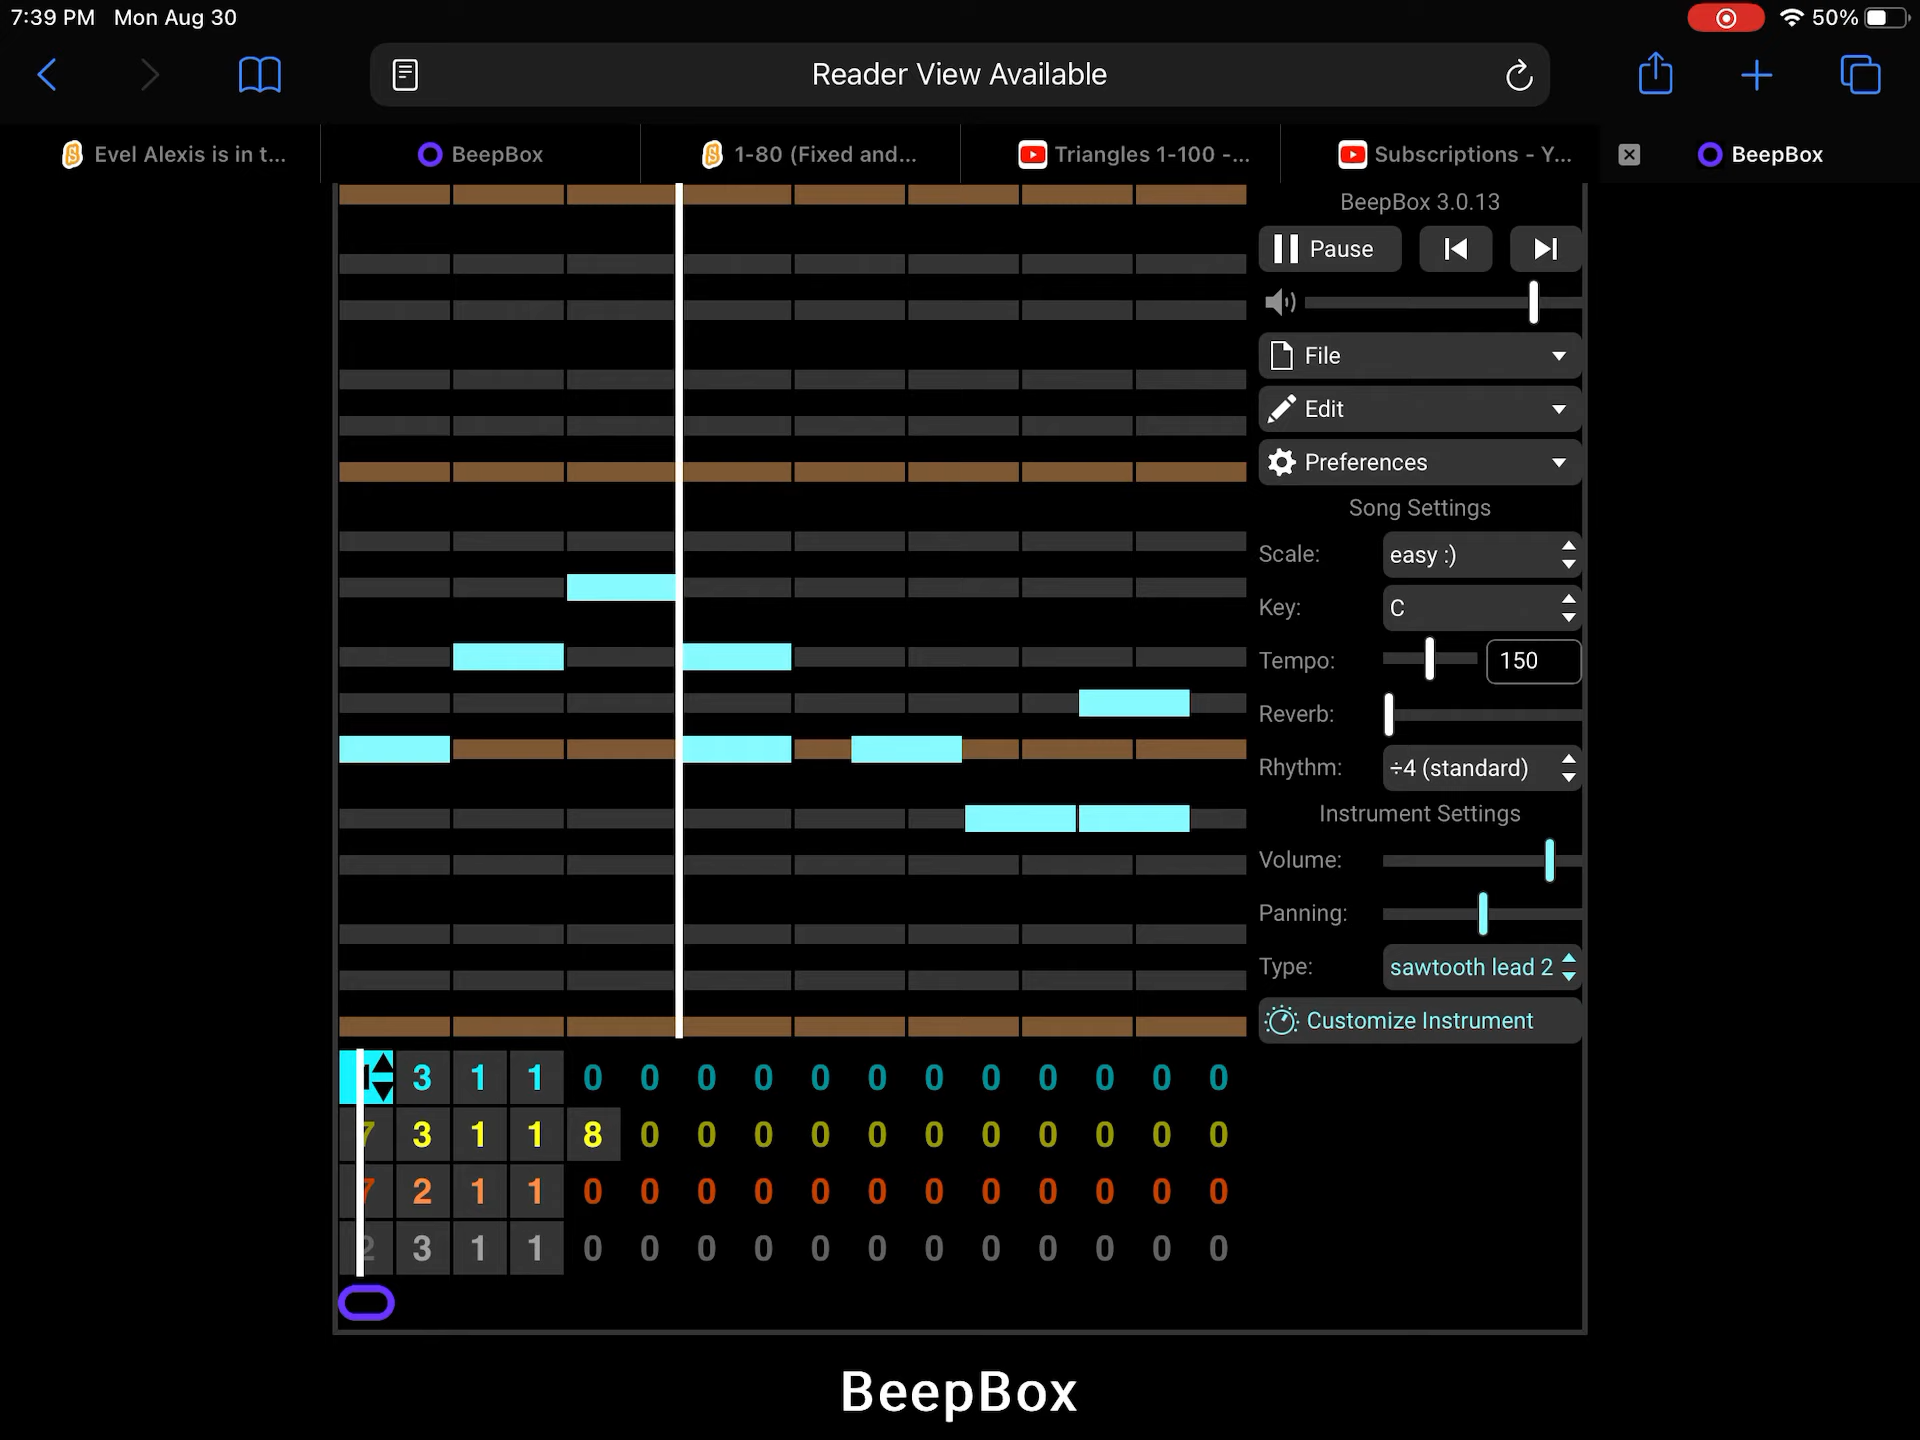 7:39 PM Mon Aug 30
50%
Reader View Available
Evel Alexis is in t...
BeepBox
1-80 (Fixed and...
Triangles 1-100 -...
Subscriptions - Y...
BeepBox
BeepBox 3.0.13
Pause
File
Edit
Preferences
Song Settings
Scale: easy :)
Key: C
Tempo: 150
Reverb:
Rhythm: ÷4 (standard)
Instrument Settings
Volume:
Panning:
Type: sawtooth lead 2
Customize Instrument
1 3 1 1 0 0 0 0 0 0 0 0 0 0 0 0
7 3 1 1 8 0 0 0 0 0 0 0 0 0 0 0
7 2 1 1 0 0 0 0 0 0 0 0 0 0 0 0
2 3 1 1 0 0 0 0 0 0 0 0 0 0 0 0
BeepBox